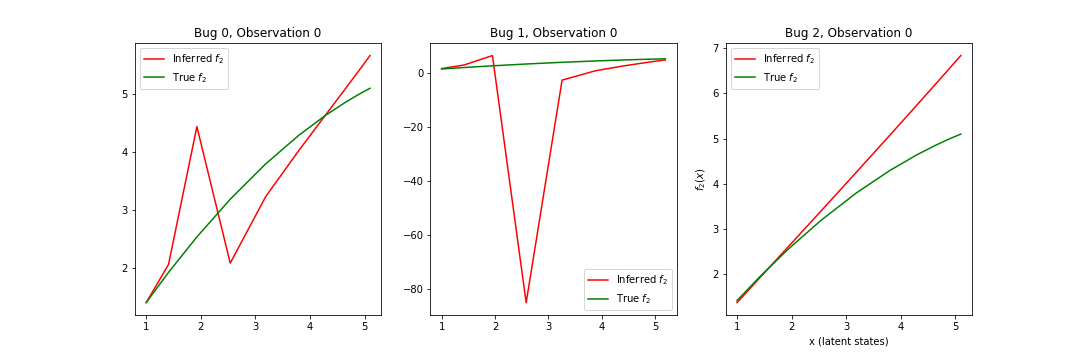 Bug 0, Observation 0
Inferred f₂
True f₂
5
4
3
2
1 2 3 4 5
Bug 1, Observation 0
0
−20
−40
−60
−80
Inferred f₂
True f₂
1 2 3 4 5
Bug 2, Observation 0
Inferred f₂
True f₂
f₂(x)
7
6
5
4
3
2
1 2 3 4 5
x (latent states)